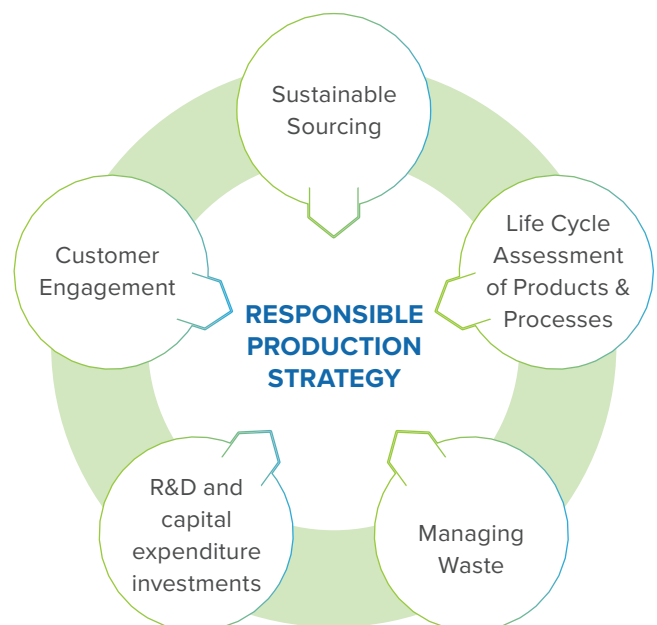 Sustainable
Sourcing
Life Cycle
Assessment
of Products &
Processes
Customer
Engagement
RESPONSIBLE
PRODUCTION
STRATEGY
R&D and
capital
expenditure
investments
Managing
Waste